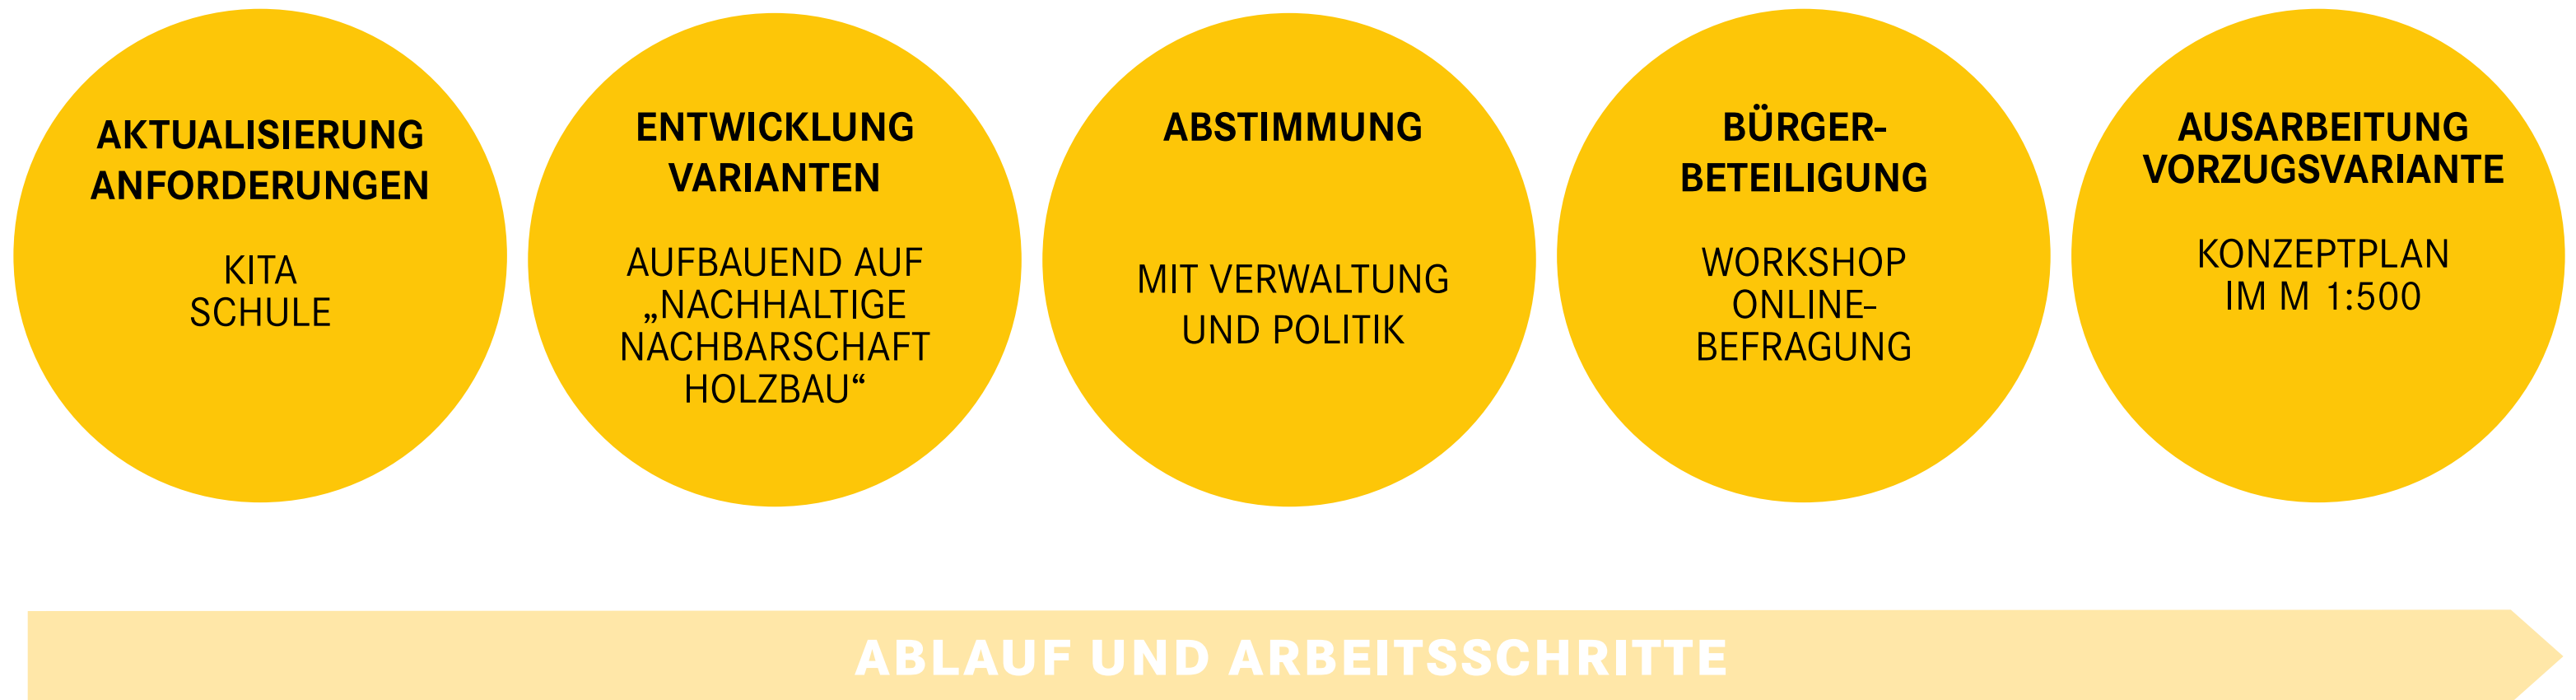 AKTUALISIERUNG
ANFORDERUNGEN
KITA
SCHULE
ENTWICKLUNG
VARIANTEN
AUFBAUEND AUF
„NACHHALTIGE
NACHBARSCHAFT
HOLZBAU“
ABSTIMMUNG
MIT VERWALTUNG
UND POLITIK
BÜRGER-
BETEILIGUNG
WORKSHOP
ONLINE-
BEFRAGUNG
AUSARBEITUNG
VORZUGSVARIANTE
KONZEPTPLAN
IM M 1:500
ABLAUF UND ARBEITSSCHRITTE